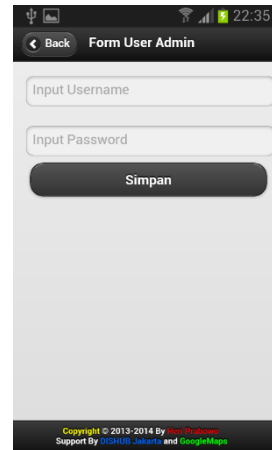 22:35
Back Form User Admin
Input Username
Input Password
Simpan
Copyright © 2013-2014 By Hen Prabowo
Support By DISHUB Jakarta and GoogleMaps